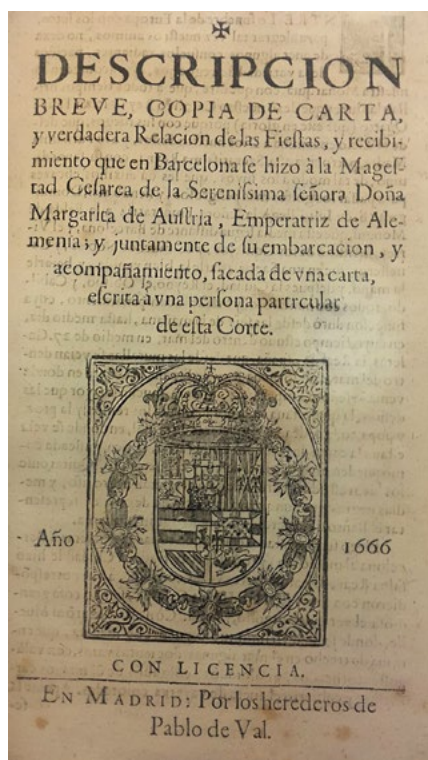 ✠
DESCRIPCION
BREVE, COPIA DE CARTA,
y verdadera Relacion de las Fieſtas, y recibi-
miento que en Barcelona ſe hizo à la Mageſ-
tad Ceſarea de la Sereniſsima ſeñora Doña
Margarita de Auſtria, Emperatriz de Ale-
menia; y juntamente de ſu embarcacion, y
acompañamiento, ſacada de vna carta,
eſcrita à vna perſona particular
de eſta Corte.
Año 1666
CON LICENCIA.
EN MADRID: Por los herederos de
Pablo de Val.